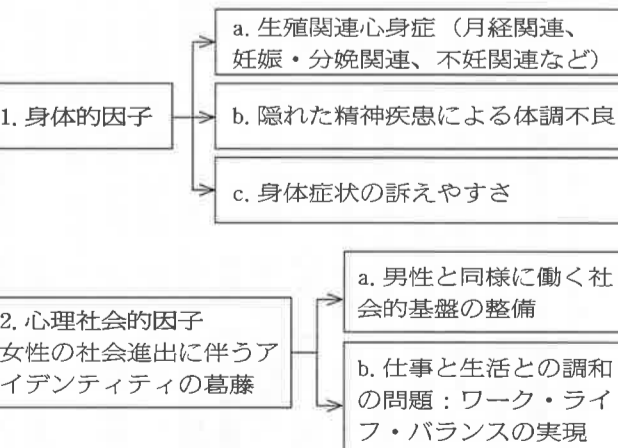 1. 身体的因子
a. 生殖関連心身症（月経関連、
妊娠・分娩関連、不妊関連など）
b. 隠れた精神疾患による体調不良
c. 身体症状の訴えやすさ
2. 心理社会的因子
女性の社会進出に伴うア
イデンティティの葛藤
a. 男性と同様に働く社
会的基盤の整備
b. 仕事と生活との調和
の問題：ワーク・ライ
フ・バランスの実現